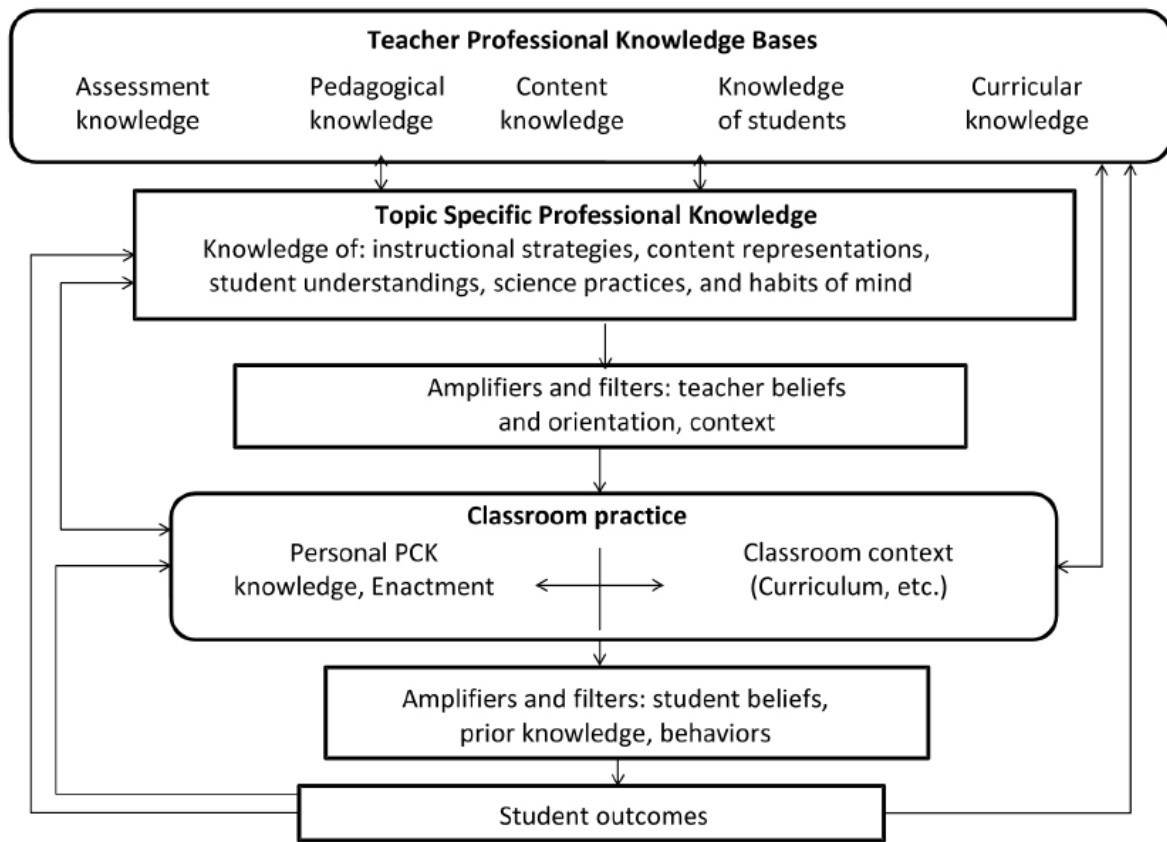 Teacher Professional Knowledge Bases
Assessment
knowledge
Pedagogical
knowledge
Content
knowledge
Knowledge
of students
Curricular
knowledge
Topic Specific Professional Knowledge
Knowledge of: instructional strategies, content representations,
student understandings, science practices, and habits of mind
Amplifiers and filters: teacher beliefs
and orientation, context
Classroom practice
Personal PCK
knowledge, Enactment
Classroom context
(Curriculum, etc.)
Amplifiers and filters: student beliefs,
prior knowledge, behaviors
Student outcomes